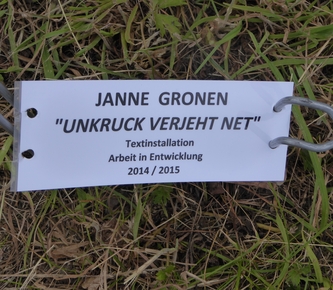 JANNE GRONEN
"UNKRUCK VERJEHT NET"
Textinstallation
Arbeit in Entwicklung
2014 / 2015